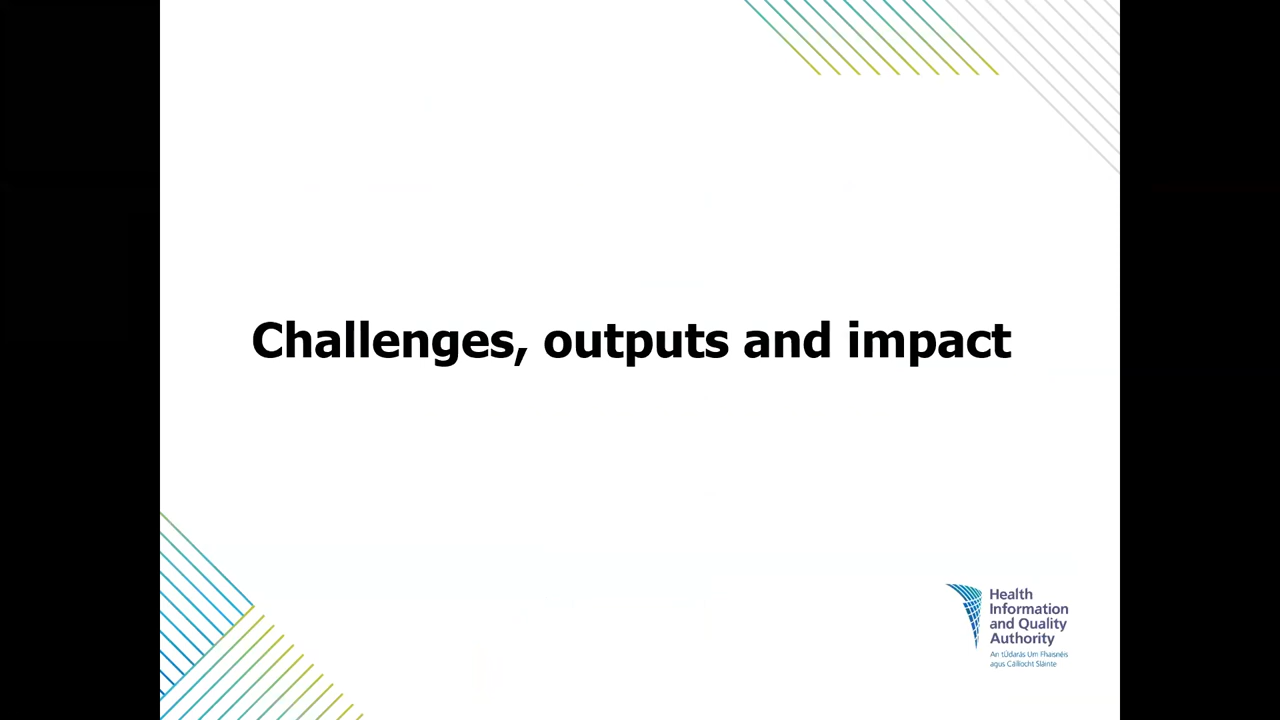 Challenges, outputs and impact
Health
Information
and Quality
Authority
An tÚdarás Um Fhaisnéis
agus Cáilíocht Sláinte